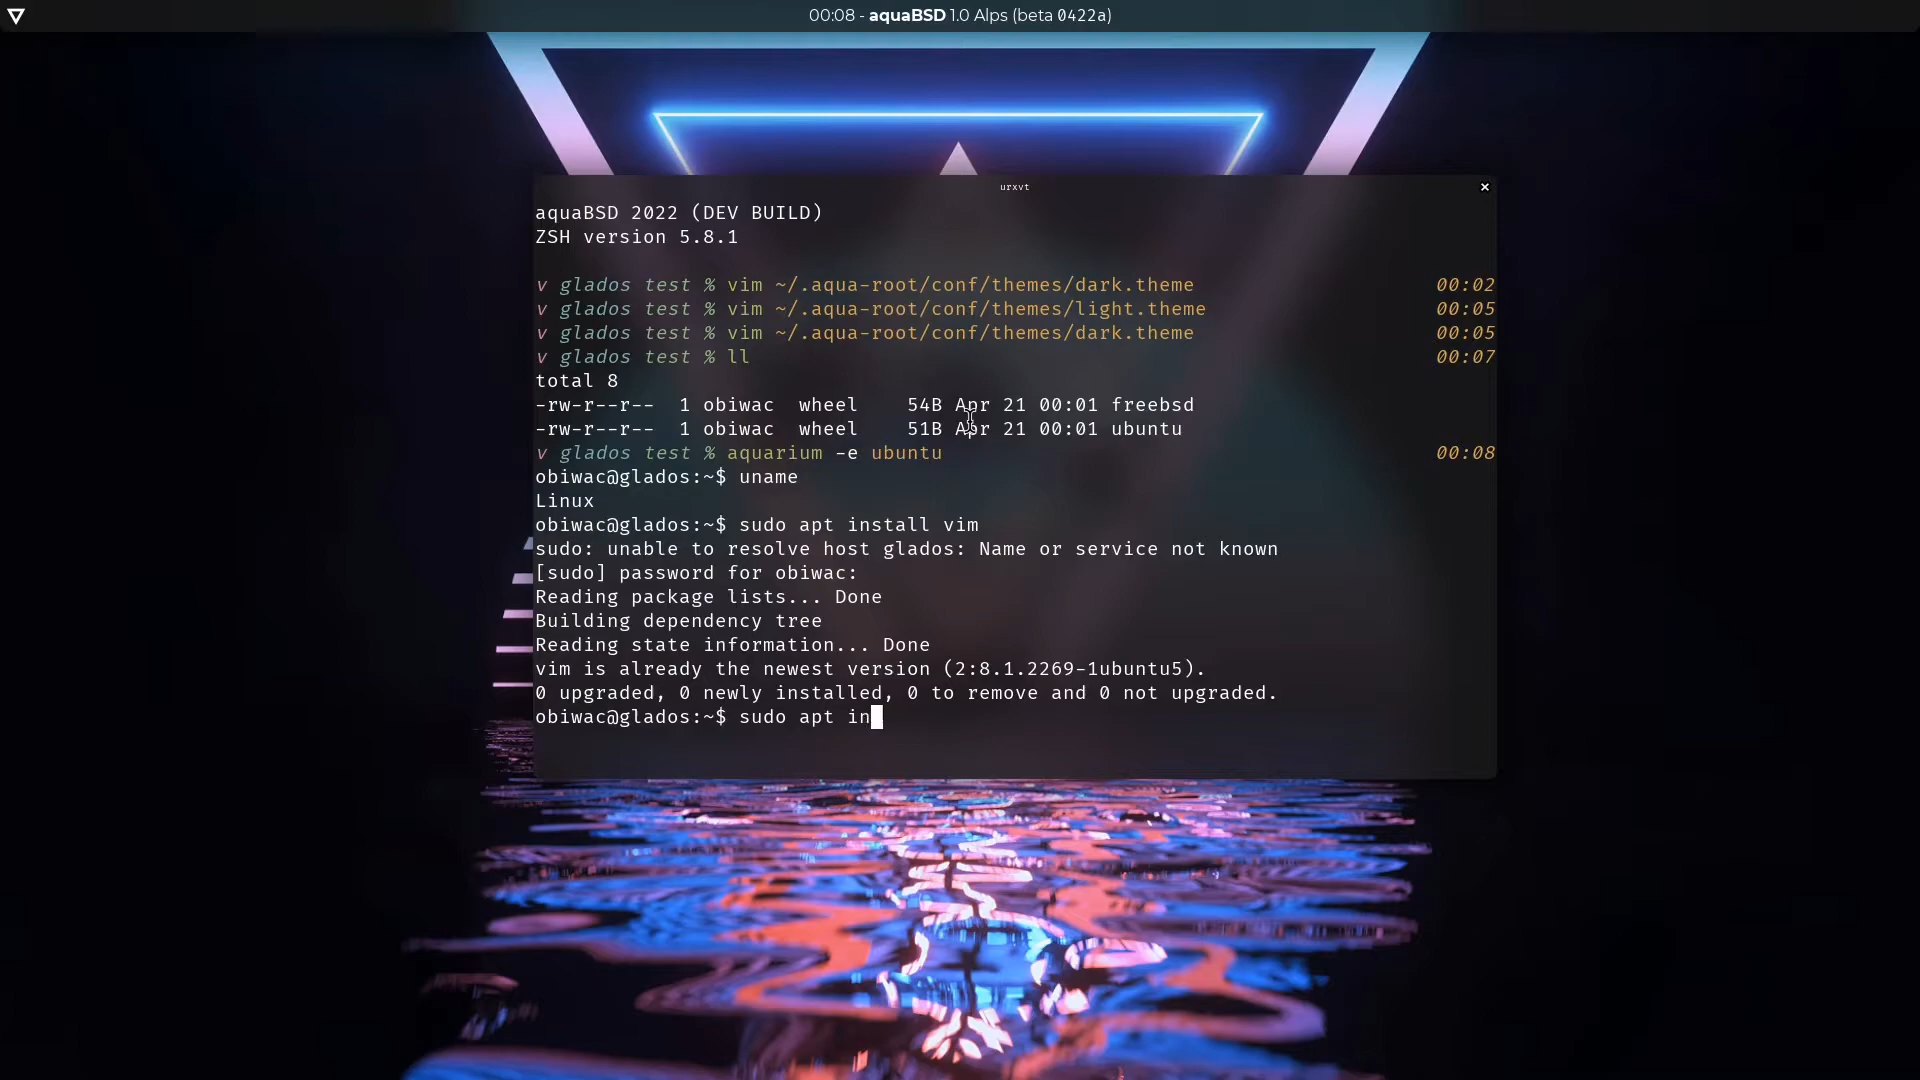 00:08 - aquaBSD 1.0 Alps (beta 0422a)
urxvt
aquaBSD 2022 (DEV BUILD)
ZSH version 5.8.1
v glados test % vim ~/.aqua-root/conf/themes/dark.theme 00:02
v glados test % vim ~/.aqua-root/conf/themes/light.theme 00:05
v glados test % vim ~/.aqua-root/conf/themes/dark.theme 00:05
v glados test % ll 00:07
total 8
-rw-r--r-- 1 obiwac wheel 54B Apr 21 00:01 freebsd
-rw-r--r-- 1 obiwac wheel 51B Apr 21 00:01 ubuntu
v glados test % aquarium -e ubuntu 00:08
obiwac@glados:~$ uname
Linux
obiwac@glados:~$ sudo apt install vim
sudo: unable to resolve host glados: Name or service not known
[sudo] password for obiwac:
Reading package lists... Done
Building dependency tree
Reading state information... Done
vim is already the newest version (2:8.1.2269-1ubuntu5).
0 upgraded, 0 newly installed, 0 to remove and 0 not upgraded.
obiwac@glados:~$ sudo apt in